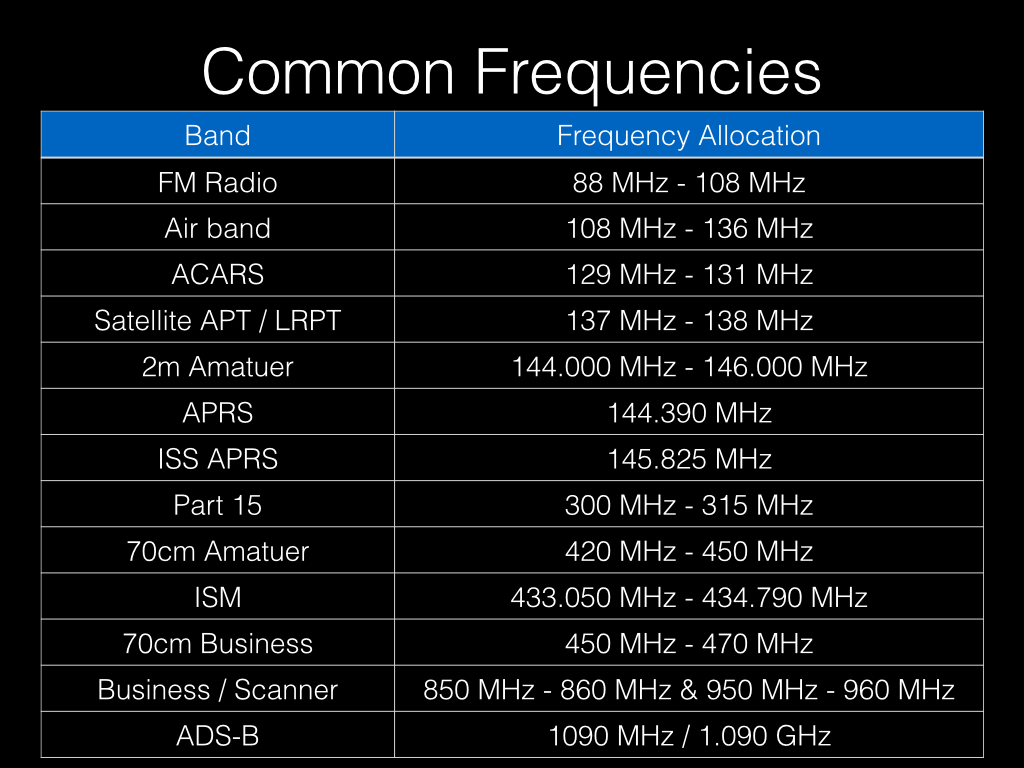 Common Frequencies
Band Frequency Allocation
FM Radio 88 MHz - 108 MHz
Air band 108 MHz - 136 MHz
ACARS 129 MHz - 131 MHz
Satellite APT / LRPT 137 MHz - 138 MHz
2m Amatuer 144.000 MHz - 146.000 MHz
APRS 144.390 MHz
ISS APRS 145.825 MHz
Part 15 300 MHz - 315 MHz
70cm Amatuer 420 MHz - 450 MHz
ISM 433.050 MHz - 434.790 MHz
70cm Business 450 MHz - 470 MHz
Business / Scanner 850 MHz - 860 MHz & 950 MHz - 960 MHz
ADS-B 1090 MHz / 1.090 GHz